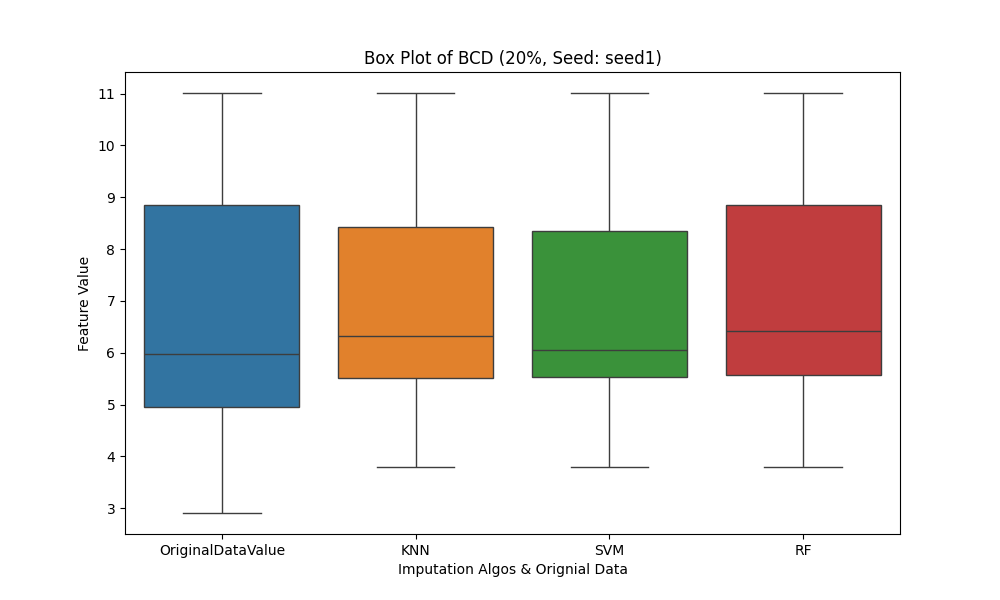 Box Plot of BCD (20%, Seed: seed1)
11
10
9
8
7
6
5
4
3
Feature Value
OriginalDataValue
KNN
SVM
RF
Imputation Algos & Orignial Data